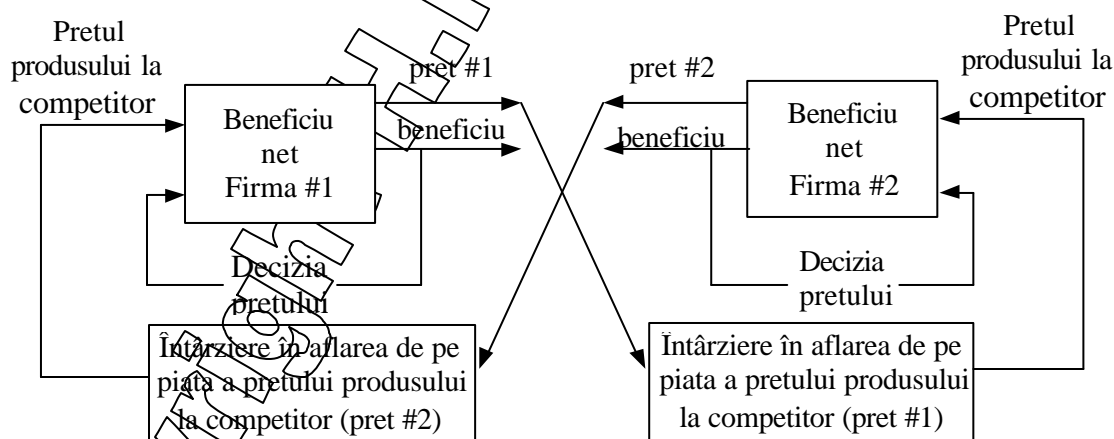 Pretul
produsului la
competitor
pret #1
beneficiu
Beneficiu
net
Firma #1
Decizia
pretului
Întârziere în aflarea de pe
piata a pretului produsului
la competitor (pret #2)
Pretul
produsului la
competitor
pret #2
beneficiu
Beneficiu
net
Firma #2
Decizia
pretului
Întârziere în aflarea de pe
piata a pretului produsului
la competitor (pret #1)